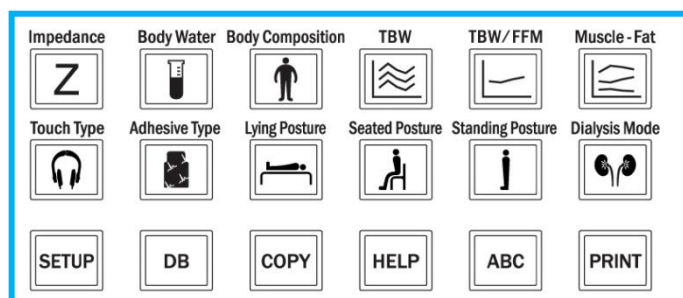 Impedance Body Water Body Composition TBW TBW/FFM Muscle-Fat
Z
Touch Type Adhesive Type Lying Posture Seated Posture Standing Posture Dialysis Mode
SETUP DB COPY HELP ABC PRINT